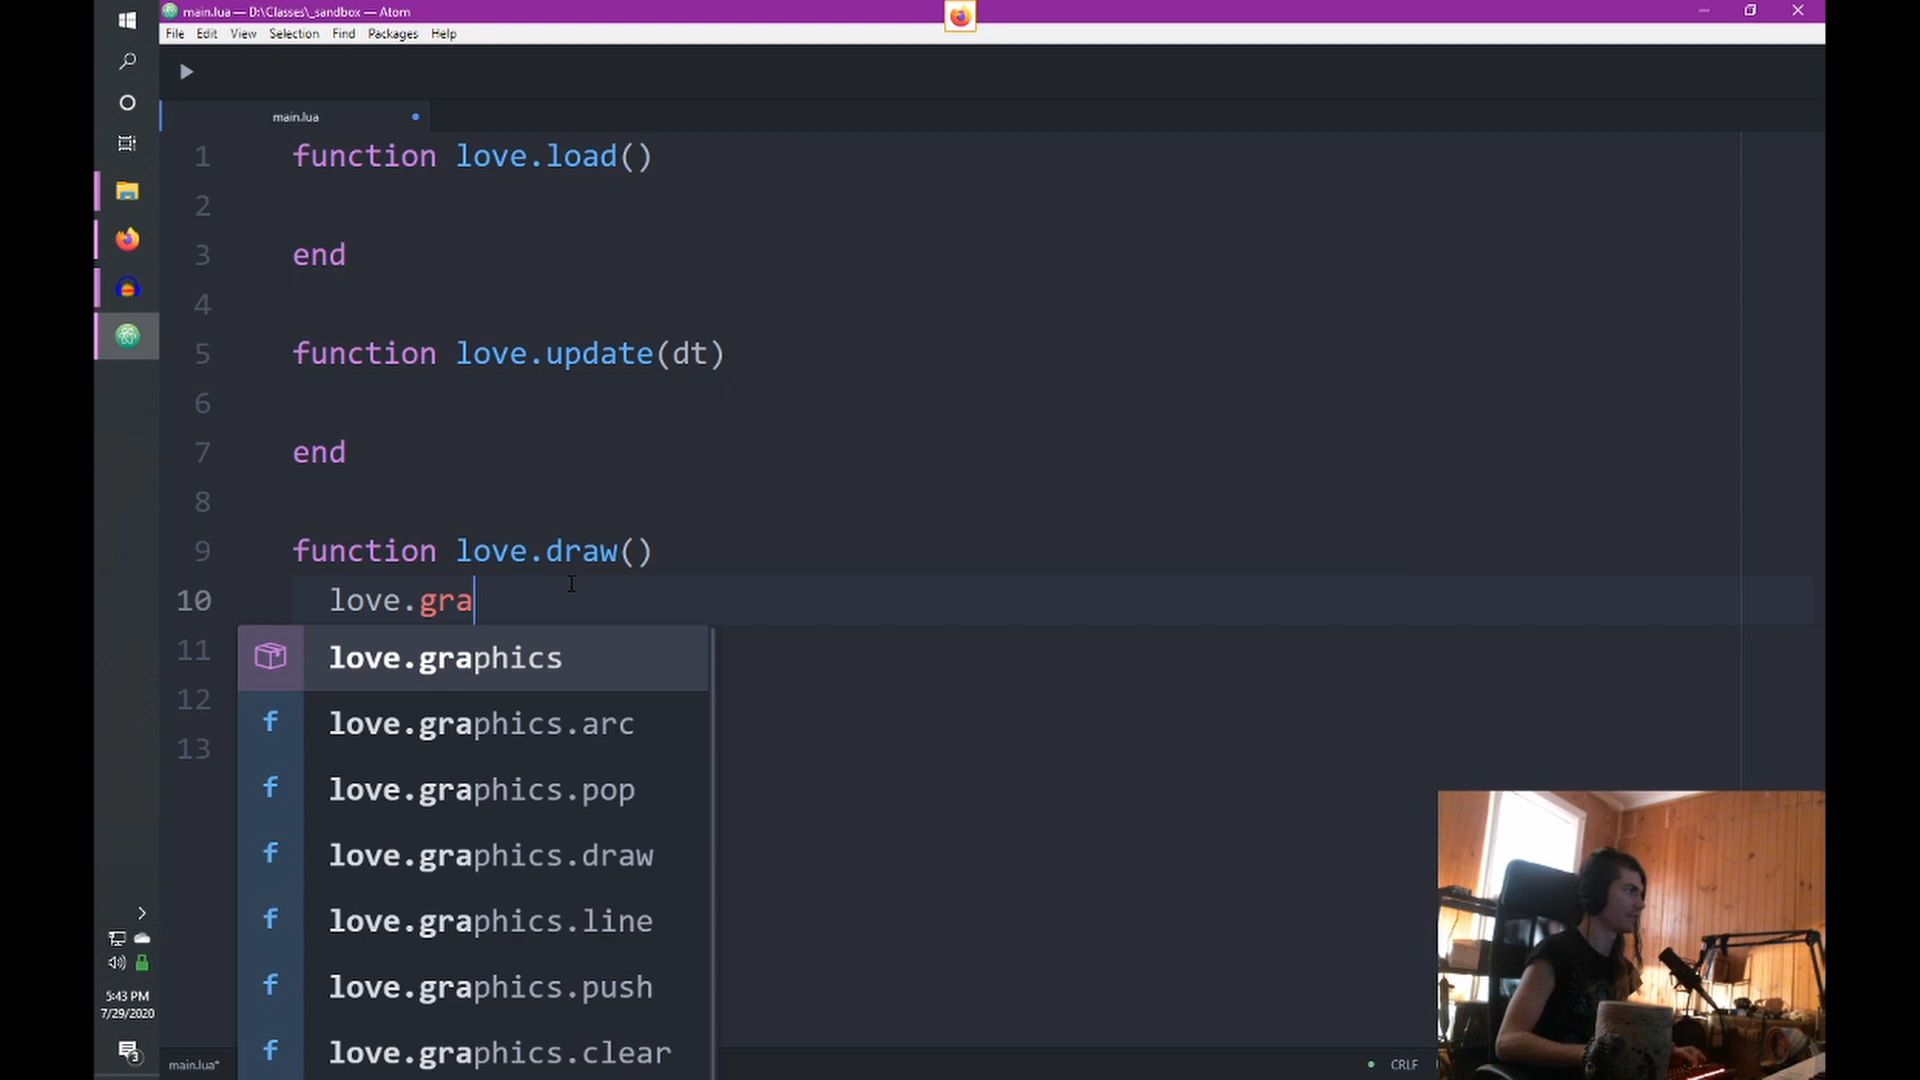 main.lua — D:\Classes\_sandbox — Atom
File Edit View Selection Find Packages Help
main.lua
1 function love.load()
2
3 end
4
5 function love.update(dt)
6
7 end
8
9 function love.draw()
10 love.gra
11 love.graphics
12 f love.graphics.arc
13 f love.graphics.pop
f love.graphics.draw
f love.graphics.line
f love.graphics.push
f love.graphics.clear
5:43 PM
7/29/2020
3
main.lua*
CRLF